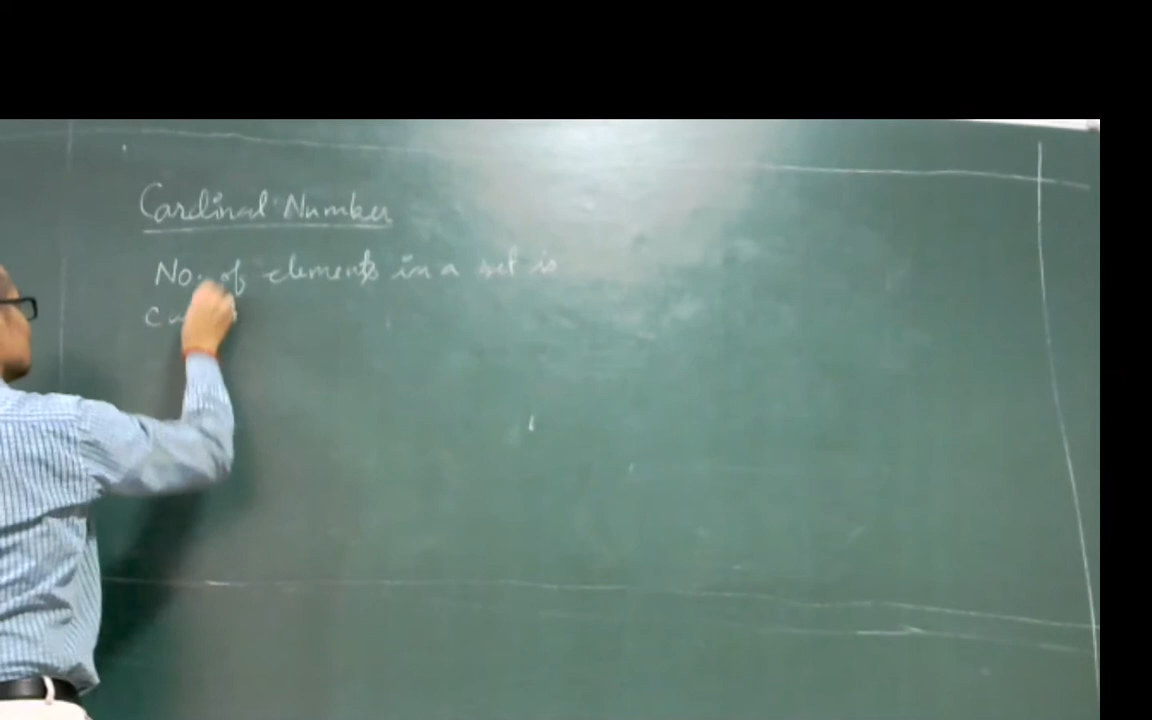 Cardinal Number
No. of elements in a set is